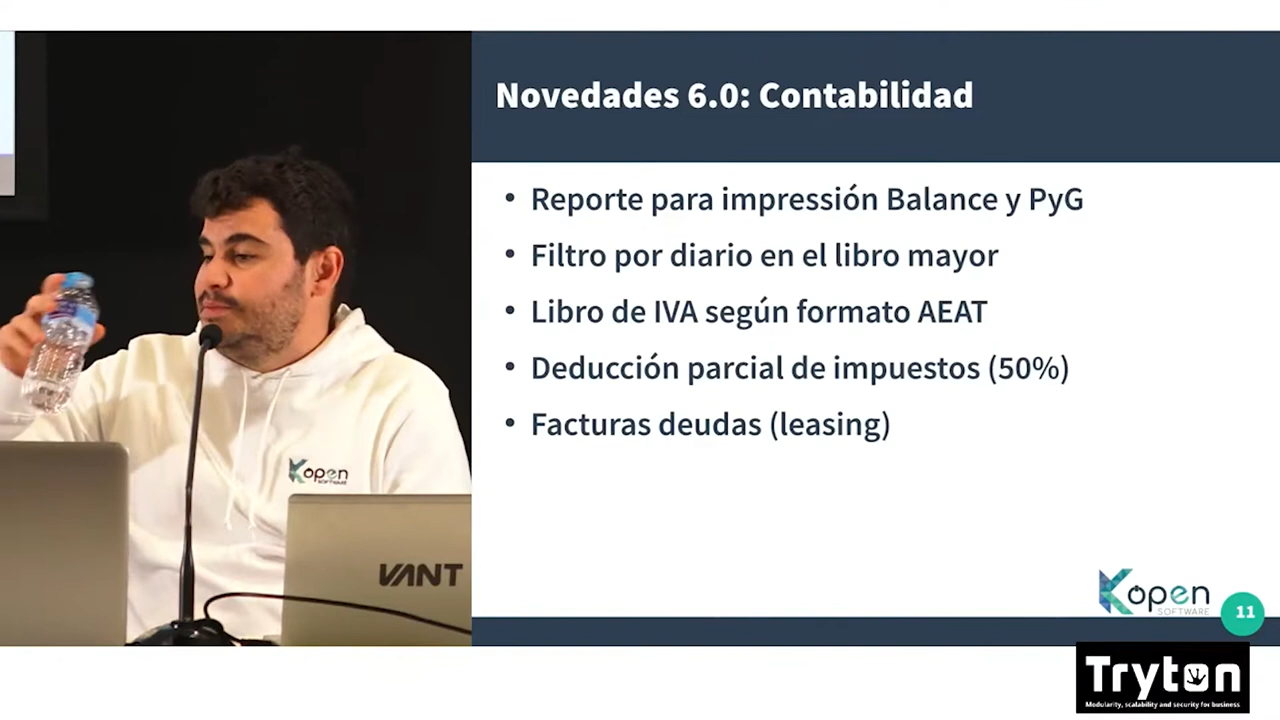 Novedades 6.0: Contabilidad
• Reporte para impressión Balance y PyG
• Filtro por diario en el libro mayor
• Libro de IVA según formato AEAT
• Deducción parcial de impuestos (50%)
• Facturas deudas (leasing)
Kopen
SOFTWARE
VANT
Kopen
SOFTWARE
11
Tryton
Modularity, scalability and security for business